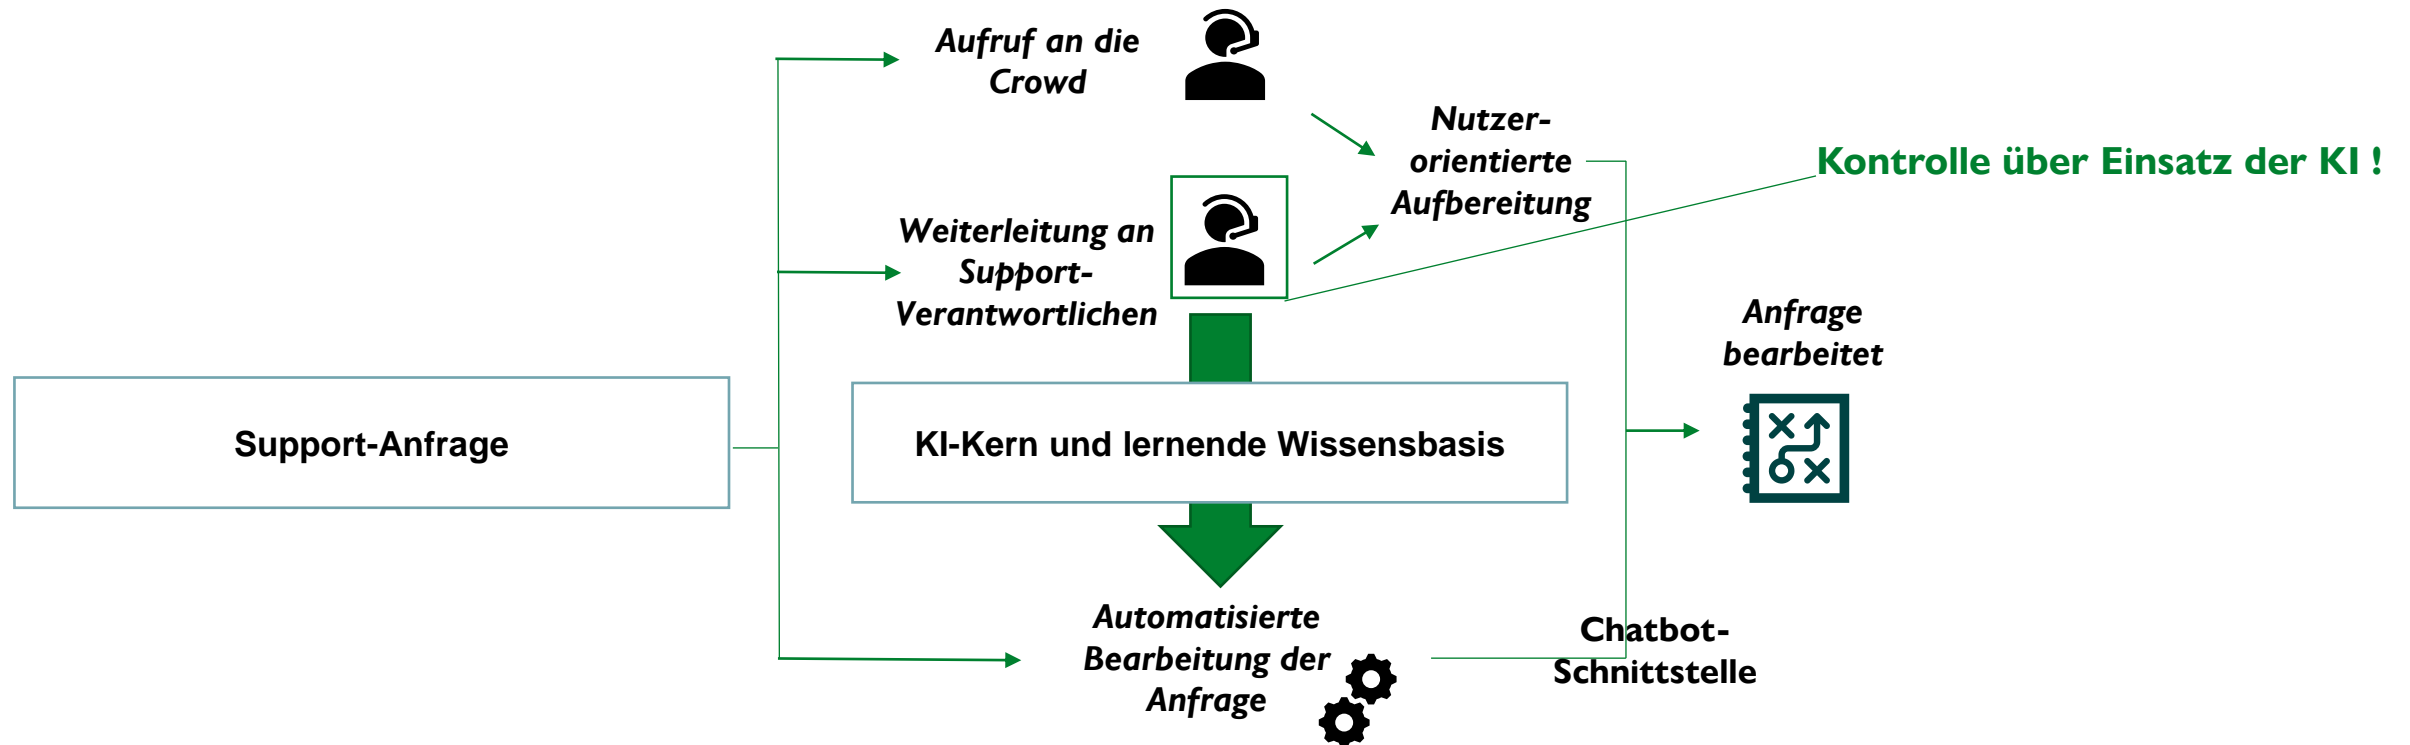 Aufruf an die
Crowd
Nutzer-
orientierte
Aufbereitung
Kontrolle über Einsatz der KI !
Weiterleitung an
Support-
Verantwortlichen
Anfrage
bearbeitet
Support-Anfrage
KI-Kern und lernende Wissensbasis
Automatisierte
Bearbeitung der
Anfrage
Chatbot-
Schnittstelle